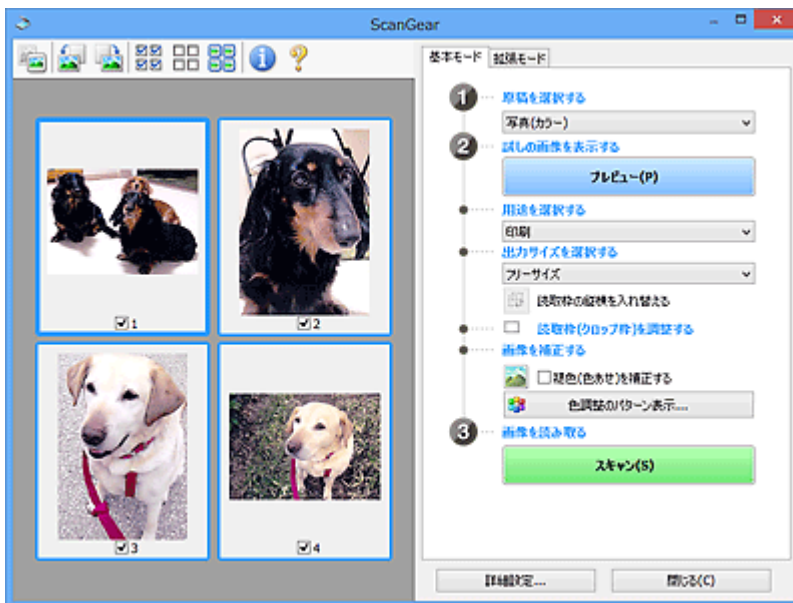 ScanGear
基本モード
拡張モード
1
原稿を選択する
写真(カラー)
2
試しの画像を表示する
プレビュー(P)
用途を選択する
印刷
出力サイズを選択する
フリーサイズ
読取枠の縦横を入れ替える
読取枠(クロップ枠)を調整する
画像を補正する
褪色(色あせ)を補正する
色調整のパターン表示...
3
画像を読み取る
スキャン(S)
1
2
3
4
詳細設定...
閉じる(C)